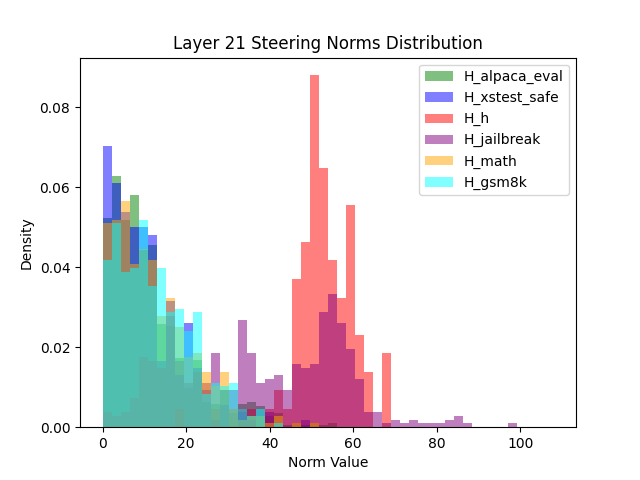 Layer 21 Steering Norms Distribution
H_alpaca_eval
H_xstest_safe
H_h
H_jailbreak
H_math
H_gsm8k
Density
0.08
0.06
0.04
0.02
0.00
0
20
40
60
80
100
Norm Value